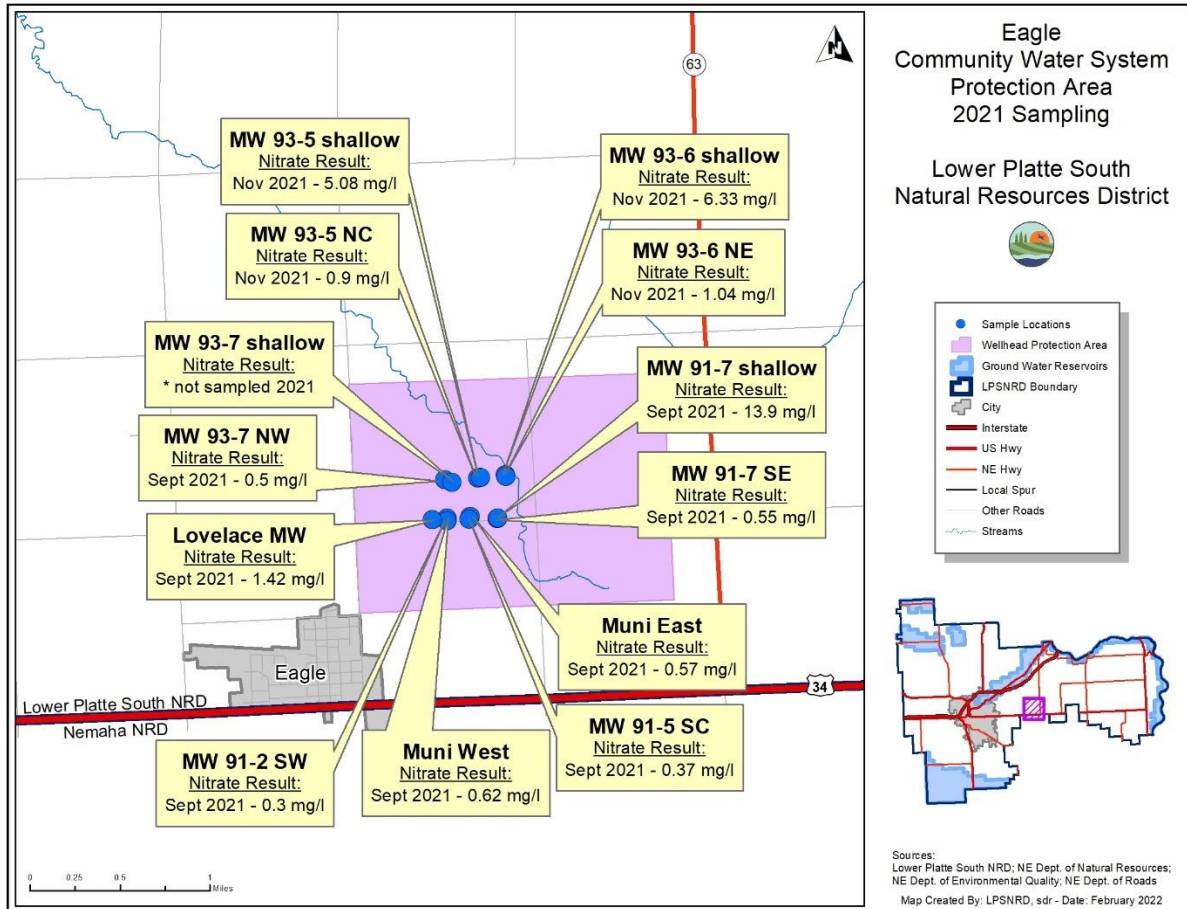 Eagle
Community Water System
Protection Area
2021 Sampling
Lower Platte South
Natural Resources District
N
63
MW 93-5 shallow
Nitrate Result:
Nov 2021 - 5.08 mg/l
MW 93-6 shallow
Nitrate Result:
Nov 2021 - 6.33 mg/l
MW 93-5 NC
Nitrate Result:
Nov 2021 - 0.9 mg/l
MW 93-6 NE
Nitrate Result:
Nov 2021 - 1.04 mg/l
MW 93-7 shallow
Nitrate Result:
* not sampled 2021
MW 91-7 shallow
Nitrate Result:
Sept 2021 - 13.9 mg/l
MW 93-7 NW
Nitrate Result:
Sept 2021 - 0.5 mg/l
MW 91-7 SE
Nitrate Result:
Sept 2021 - 0.55 mg/l
Lovelace MW
Nitrate Result:
Sept 2021 - 1.42 mg/l
Muni East
Nitrate Result:
Sept 2021 - 0.57 mg/l
Eagle
34
Lower Platte South NRD
Nemaha NRD
MW 91-2 SW
Nitrate Result:
Sept 2021 - 0.3 mg/l
Muni West
Nitrate Result:
Sept 2021 - 0.62 mg/l
MW 91-5 SC
Nitrate Result:
Sept 2021 - 0.37 mg/l
0 0.25 0.5 1
Miles
Sample Locations
Wellhead Protection Area
Ground Water Reservoirs
LPSNRD Boundary
City
Interstate
US Hwy
NE Hwy
Local Spur
Other Roads
Streams
Sources:
Lower Platte South NRD; NE Dept. of Natural Resources;
NE Dept. of Environmental Quality; NE Dept. of Roads
Map Created By: LPSNRD, sdr - Date: February 2022